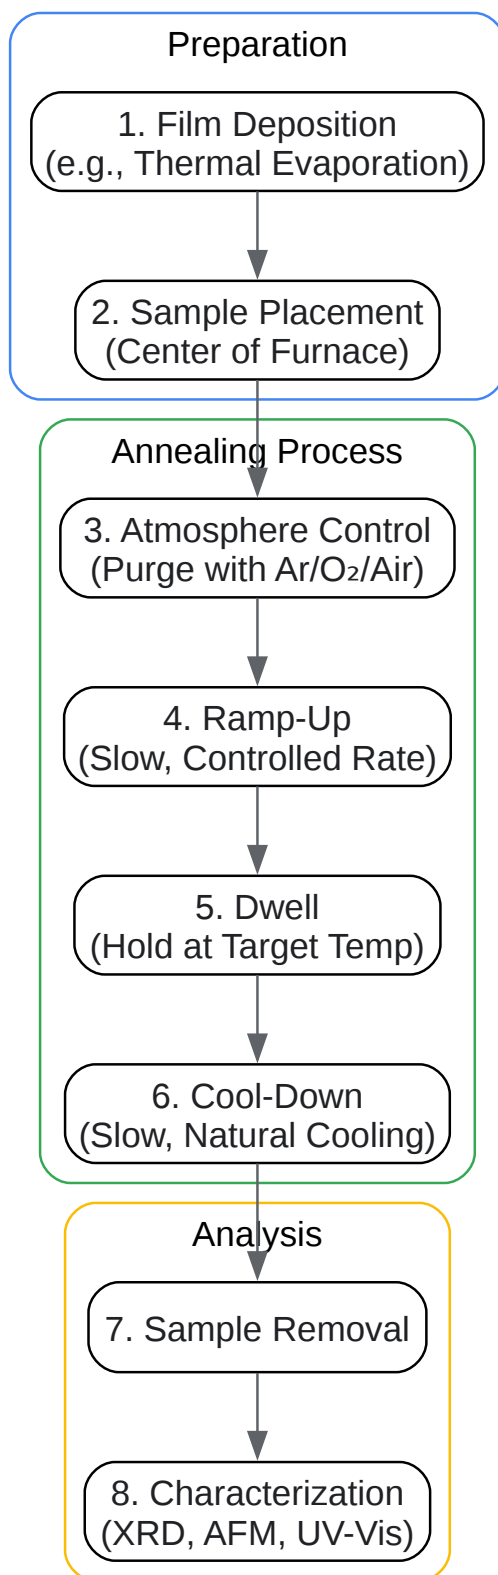 Preparation
1. Film Deposition
(e.g., Thermal Evaporation)
2. Sample Placement
(Center of Furnace)
Annealing Process
3. Atmosphere Control
(Purge with Ar/O₂/Air)
4. Ramp-Up
(Slow, Controlled Rate)
5. Dwell
(Hold at Target Temp)
6. Cool-Down
(Slow, Natural Cooling)
Analysis
7. Sample Removal
8. Characterization
(XRD, AFM, UV-Vis)